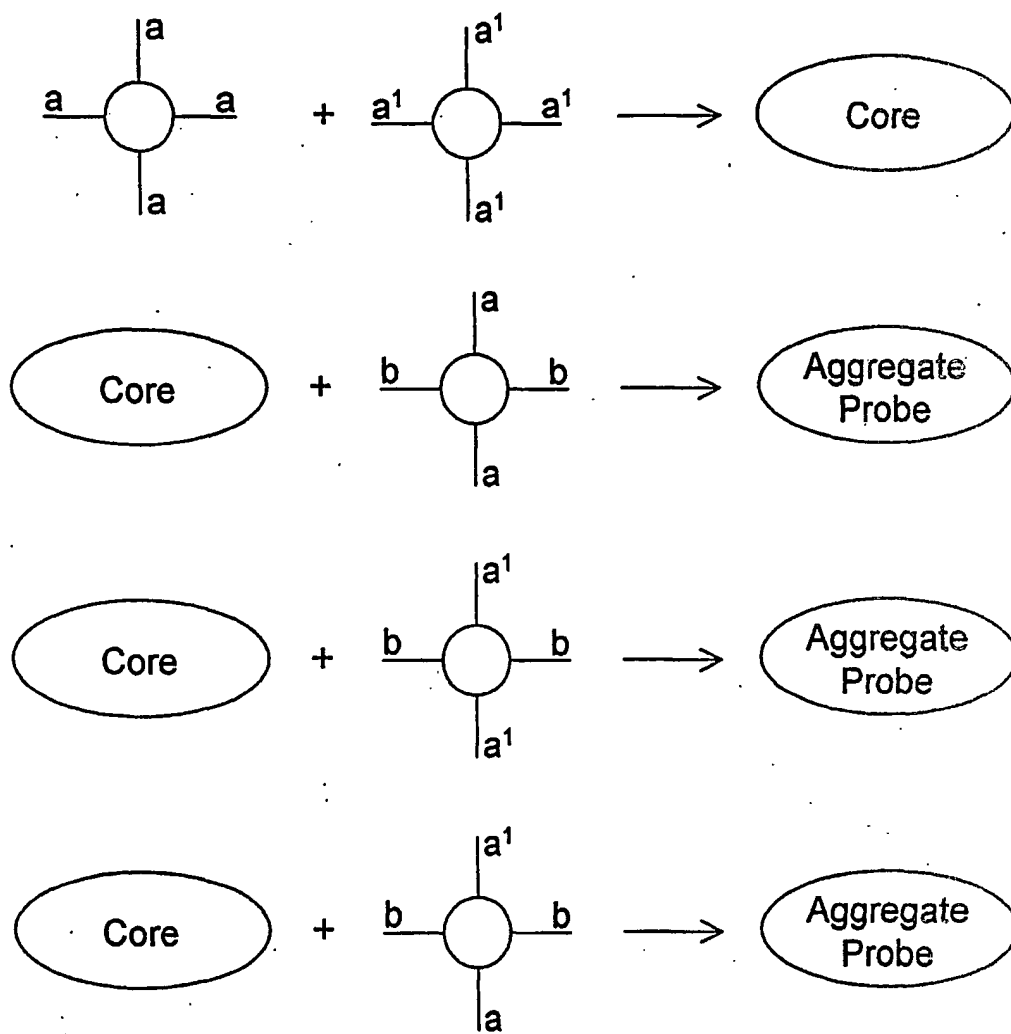 a a¹
a a + a¹ a¹ → Core
a a¹
a
Core + b b → Aggregate
Probe
a
a¹
Core + b b → Aggregate
Probe
a¹
a¹
Core + b b → Aggregate
Probe
a